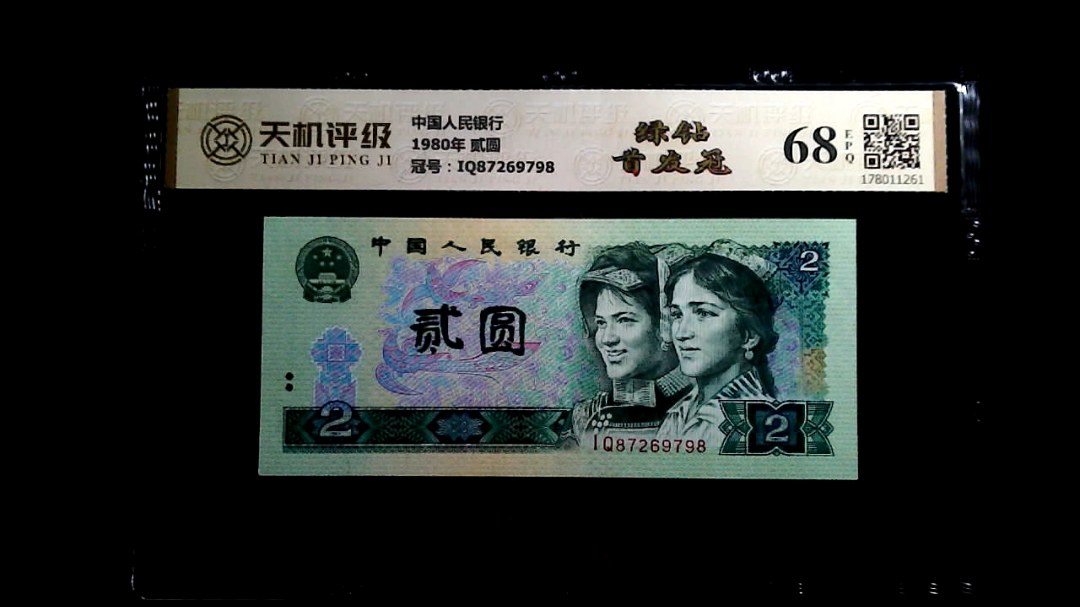 天机评级
TIAN JI PING JI
中国人民银行
1980年 贰圆
冠号：IQ87269798
绿钻
首发冠
68
EPQ
178011261
中国人民银行
2
贰圆
2
IQ87269798
2